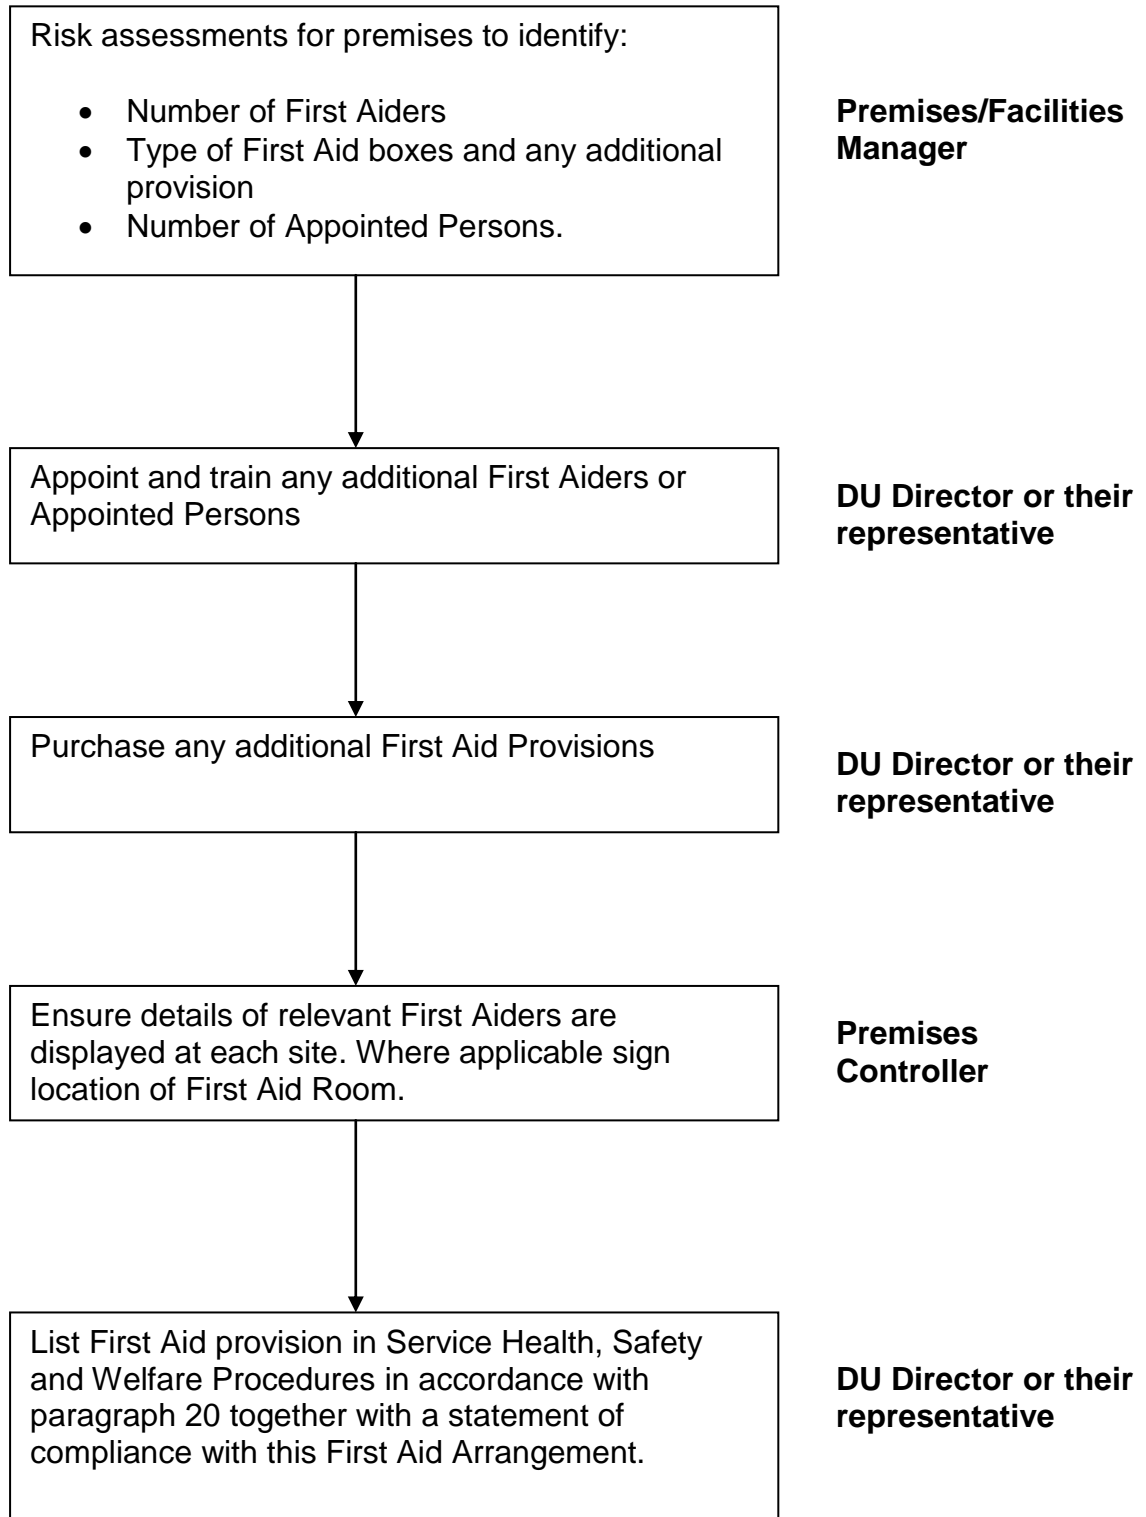 Risk assessments for premises to identify:
• Number of First Aiders
• Type of First Aid boxes and any additional
provision
• Number of Appointed Persons.
Premises/Facilities
Manager
Appoint and train any additional First Aiders or
Appointed Persons
DU Director or their
representative
Purchase any additional First Aid Provisions
DU Director or their
representative
Ensure details of relevant First Aiders are
displayed at each site. Where applicable sign
location of First Aid Room.
Premises
Controller
List First Aid provision in Service Health, Safety
and Welfare Procedures in accordance with
paragraph 20 together with a statement of
compliance with this First Aid Arrangement.
DU Director or their
representative